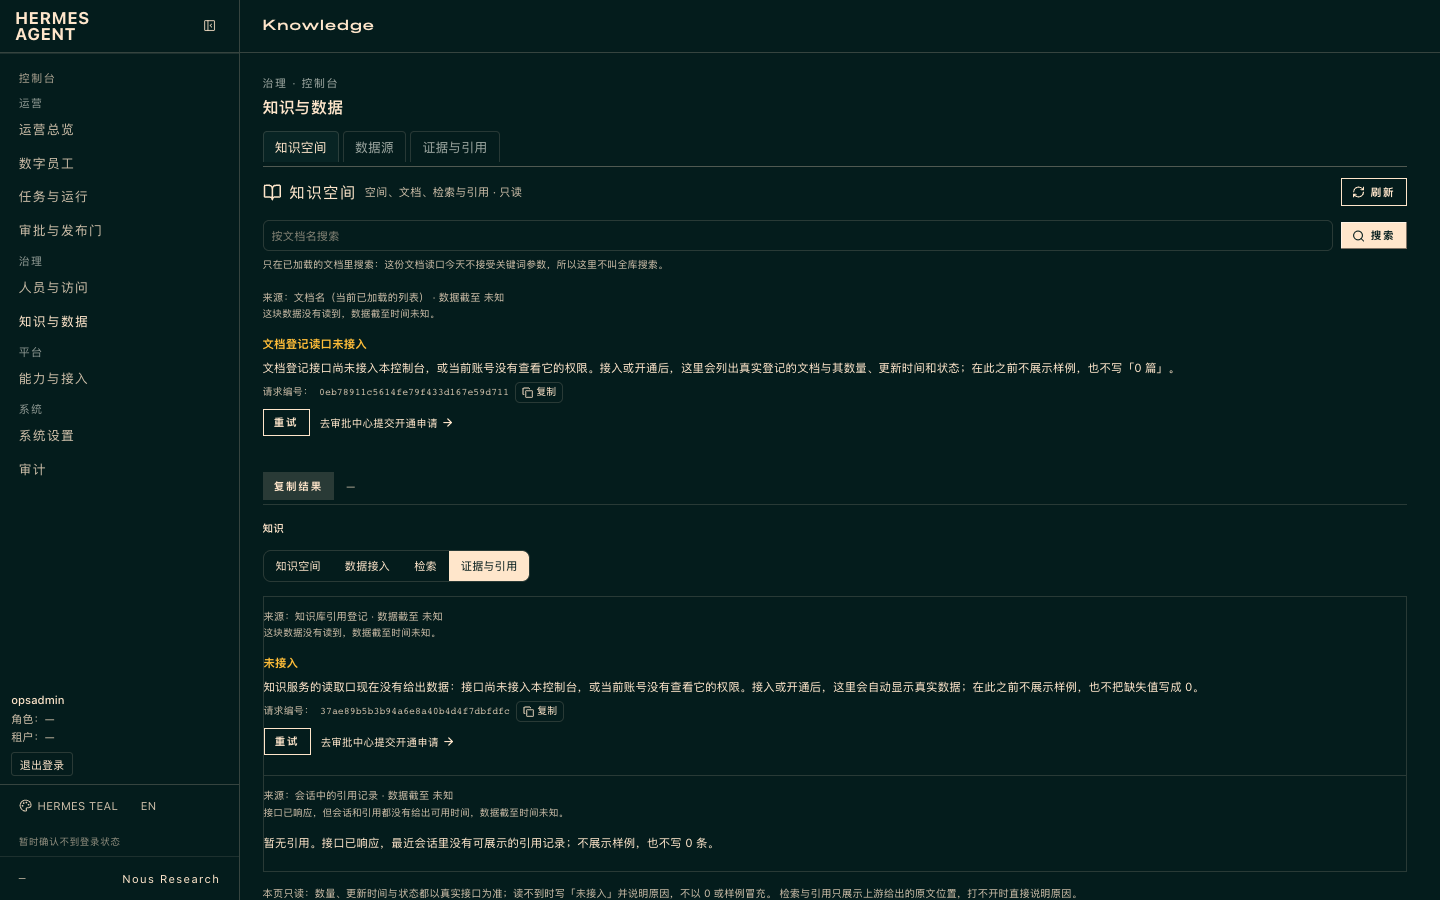 HERMES
AGENT
Knowledge
控制台
运营
运营总览
数字员工
任务与运行
审批与发布门
治理
人员与访问
知识与数据
平台
能力与接入
系统
系统设置
审计
opsadmin
角色： —
租户： —
退出登录
HERMES TEAL EN
暂时确认不到登录状态
— Nous Research
治理 · 控制台
知识与数据
知识空间 数据源 证据与引用
知识空间 空间、文档、检索与引用 · 只读 刷新
按文档名搜索 搜索
只在已加载的文档里搜索：这份文档读口今天不接受关键词参数，所以这里不叫全库搜索。
来源：文档名（当前已加载的列表） · 数据截至 未知
这块数据没有读到，数据截至时间未知。
文档登记读口未接入
文档登记接口尚未接入本控制台，或当前账号没有查看它的权限。接入或开通后，这里会列出真实登记的文档与其数量、更新时间和状态；在此之前不展示样例，也不写「0 篇」。
请求编号： 0eb78911c5614fe79f433d167e59d711 复制
重试 去审批中心提交开通申请 →
复制结果 —
知识
知识空间 数据接入 检索 证据与引用
来源：知识库引用登记 · 数据截至 未知
这块数据没有读到，数据截至时间未知。
未接入
知识服务的读取口现在没有给出数据：接口尚未接入本控制台，或当前账号没有查看它的权限。接入或开通后，这里会自动显示真实数据；在此之前不展示样例，也不把缺失值写成 0。
请求编号： 37ae89b5b3b94a6e8a40b4d4f7dbfdfc 复制
重试 去审批中心提交开通申请 →
来源：会话中的引用记录 · 数据截至 未知
接口已响应，但会话和引用都没有给出可用时间，数据截至时间未知。
暂无引用。接口已响应，最近会话里没有可展示的引用记录；不展示样例，也不写 0 条。
本页只读：数量、更新时间与状态都以真实接口为准；读不到时写「未接入」并说明原因，不以 0 或样例冒充。 检索与引用只展示上游给出的原文位置，打不开时直接说明原因。